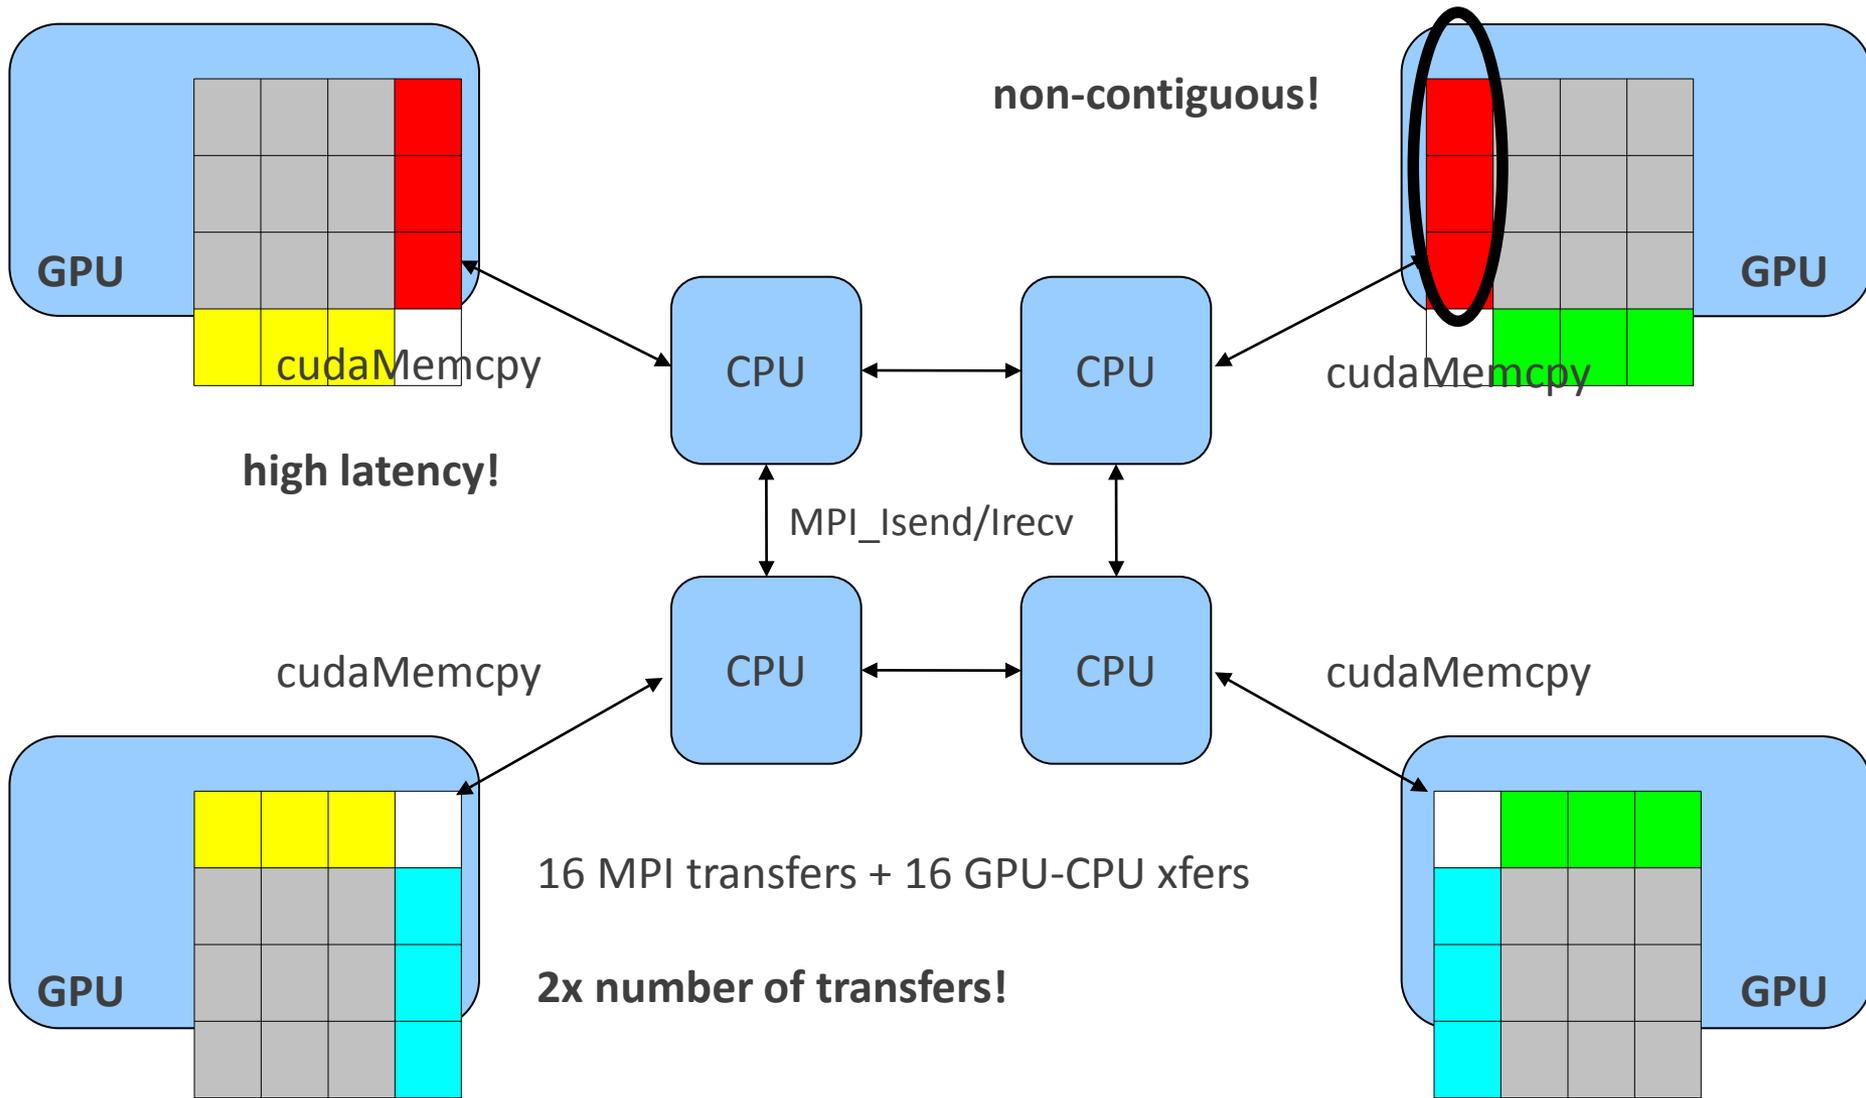 non-contiguous!
GPU
GPU
cudaMemcpy
CPU
CPU
cudaMemcpy
high latency!
MPI_Isend/Irecv
cudaMemcpy
CPU
CPU
cudaMemcpy
16 MPI transfers + 16 GPU-CPU xfers
GPU
2x number of transfers!
GPU